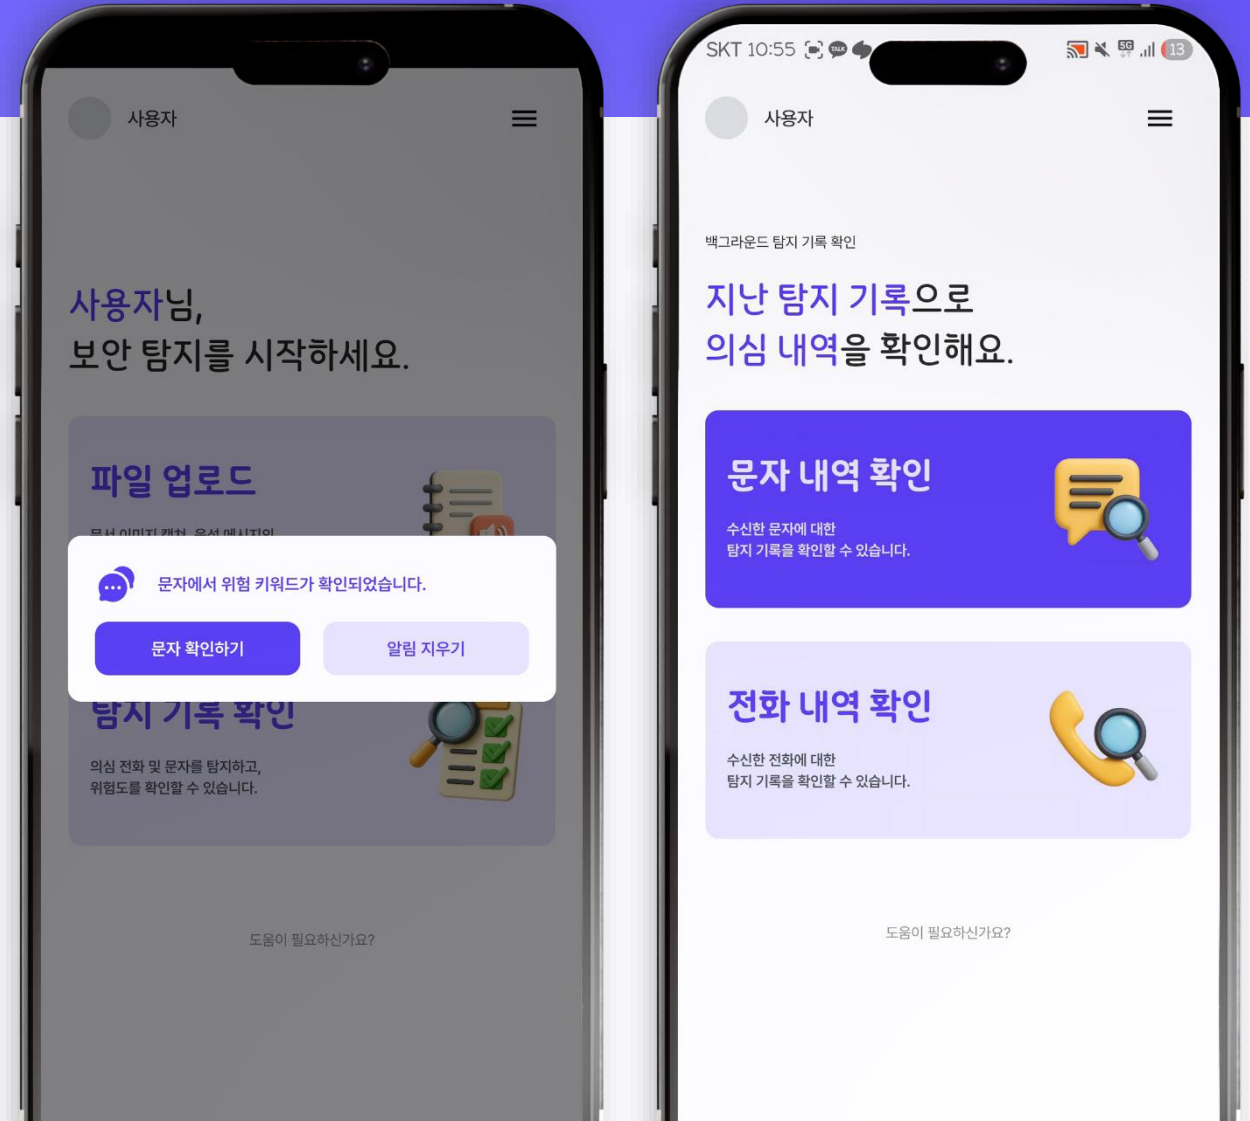 사용자
사용자님,
보안 탐지를 시작하세요.
파일 업로드
문자에서 위험 키워드가 확인되었습니다.
문자 확인하기
알림 지우기
탐지 기록 확인
의심 전화 및 문자를 탐지하고,
위험도를 확인할 수 있습니다.
도움이 필요하신가요?
SKT 10:55
TALK
5G
13
사용자
백그라운드 탐지 기록 확인
지난 탐지 기록으로
의심 내역을 확인해요.
문자 내역 확인
수신한 문자에 대한
탐지 기록을 확인할 수 있습니다.
전화 내역 확인
수신한 전화에 대한
탐지 기록을 확인할 수 있습니다.
도움이 필요하신가요?